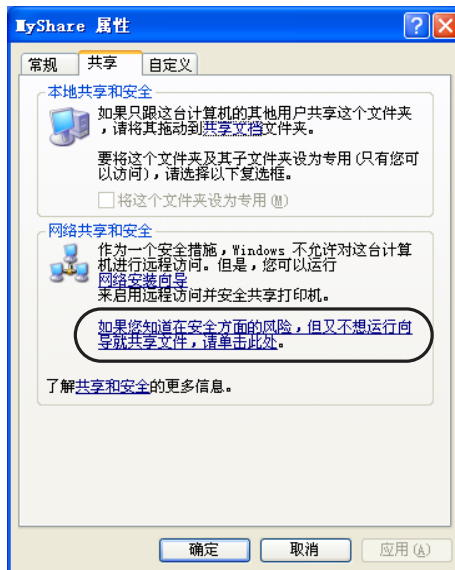 MyShare 属性
常规 共享 自定义
本地共享和安全
如果只跟这台计算机的其他用户共享这个文件夹
，请将其拖动到共享文档文件夹。
要将这个文件夹及其子文件夹设为专用(只有您可
以访问)，请选择以下复选框。
将这个文件夹设为专用(M)
网络共享和安全
作为一个安全措施，Windows 不允许对这台计算
机进行远程访问。但是，您可以运行
网络安装向导
来启用远程访问并安全共享打印机。
如果您知道在安全方面的风险，但又不想运行向
导就共享文件，请单击此处。
了解共享和安全的更多信息。
确定 取消 应用(A)